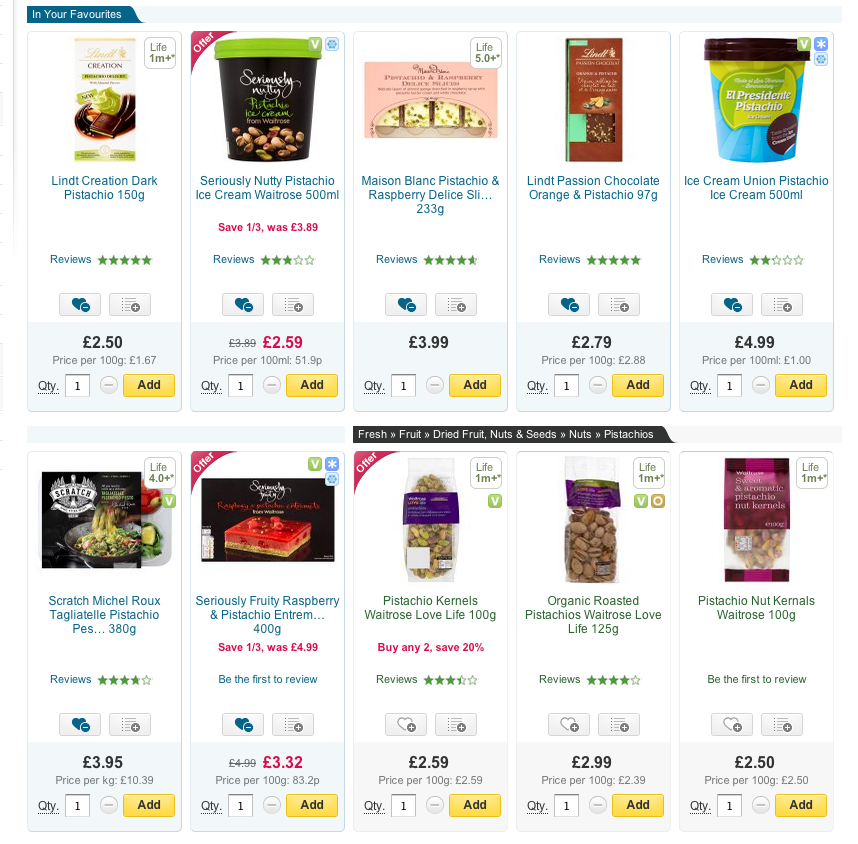 In Your Favourites
Life
1m+*
Lindt
CREATION
PISTACHIO DELIGHT
Lindt Creation Dark
Pistachio 150g
Reviews
£2.50
Price per 100g: £1.67
Qty. 1 Add
Offer
V
Seriously
nutty
Pistachio
ice cream
from Waitrose
Seriously Nutty Pistachio
Ice Cream Waitrose 500ml
Save 1/3, was £3.89
Reviews
£3.89 £2.59
Price per 100ml: 51.9p
Qty. 1 Add
Life
5.0+*
PISTACHIO & RASPBERRY
DELICE SLICES
Maison Blanc Pistachio &
Raspberry Delice Sli…
233g
Reviews
£3.99
Qty. 1 Add
Lindt
PASSION CHOCOLAT
Lindt Passion Chocolate
Orange & Pistachio 97g
Reviews
£2.79
Price per 100g: £2.88
Qty. 1 Add
V
El Presidente
Pistachio
Ice Cream
Ice Cream Union Pistachio
Ice Cream 500ml
Reviews
£4.99
Price per 100ml: £1.00
Qty. 1 Add
Life
4.0+*
V
SCRATCH
Scratch Michel Roux
Tagliatelle Pistachio
Pes… 380g
Reviews
£3.95
Price per kg: £10.39
Qty. 1 Add
Offer
V
Seriously
fruity
Raspberry & pistachio entremets
from Waitrose
Seriously Fruity Raspberry
& Pistachio Entrem…
400g
Save 1/3, was £4.99
Be the first to review
£4.99 £3.32
Price per 100g: 83.2p
Qty. 1 Add
Fresh » Fruit » Dried Fruit, Nuts & Seeds » Nuts » Pistachios
Offer
Life
1m+*
V
Waitrose
LOVE life
Pistachio Kernels
Waitrose Love Life 100g
Buy any 2, save 20%
Reviews
£2.59
Price per 100g: £2.59
Qty. 1 Add
Life
1m+*
V
Organic Roasted
Pistachios Waitrose Love
Life 125g
Reviews
£2.99
Price per 100g: £2.39
Qty. 1 Add
Life
1m+*
Waitrose
Sweet
& aromatic
pistachio
nut kernels
e100g
Pistachio Nut Kernals
Waitrose 100g
Be the first to review
£2.50
Price per 100g: £2.50
Qty. 1 Add